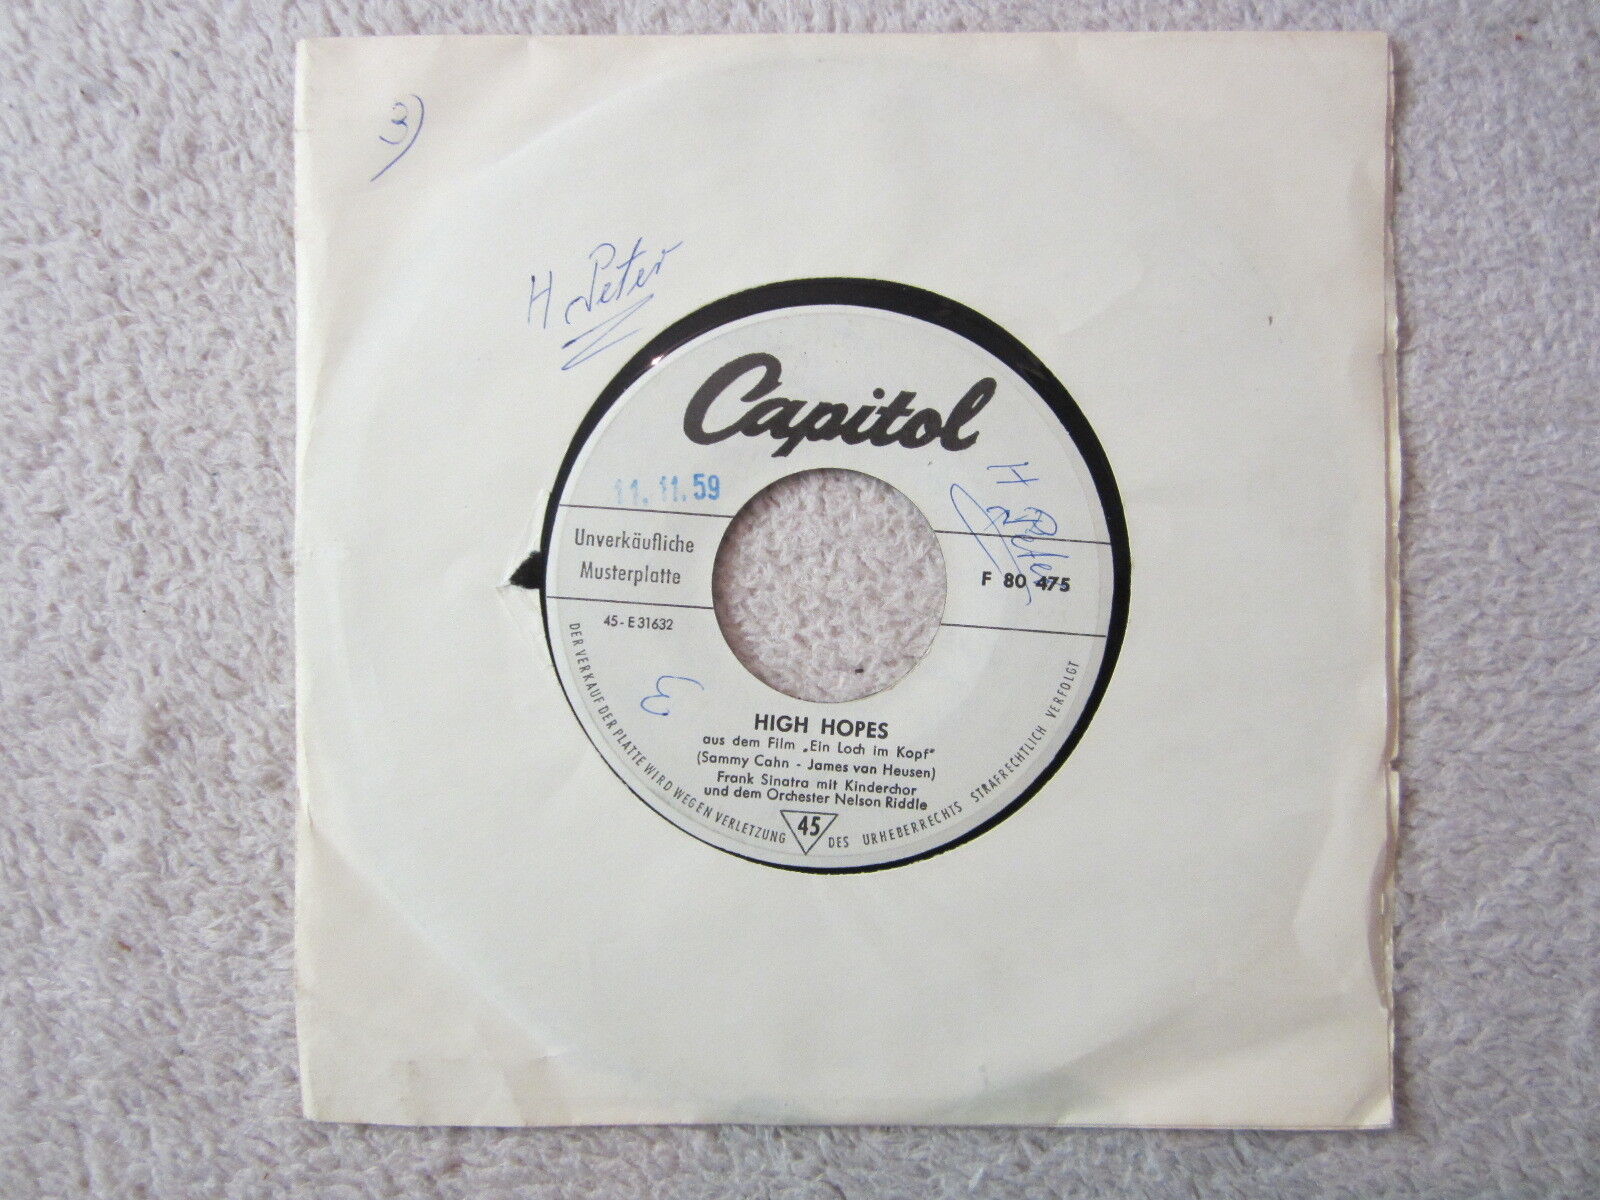 H Peter
Capitol
11. 11. 59
H Peter
Unverkäufliche
Musterplatte
F 80 475
45-E 31632
HIGH HOPES
aus dem Film „Ein Loch im Kopf"
(Sammy Cahn - James van Heusen)
Frank Sinatra mit Kinderchor
und dem Orchester Nelson Riddle
45
DER VERKAUF DER PLATTE WIRD WEGEN VERLETZUNG DES URHEBERRECHTS STRAFRECHTLICH VERFOLGT